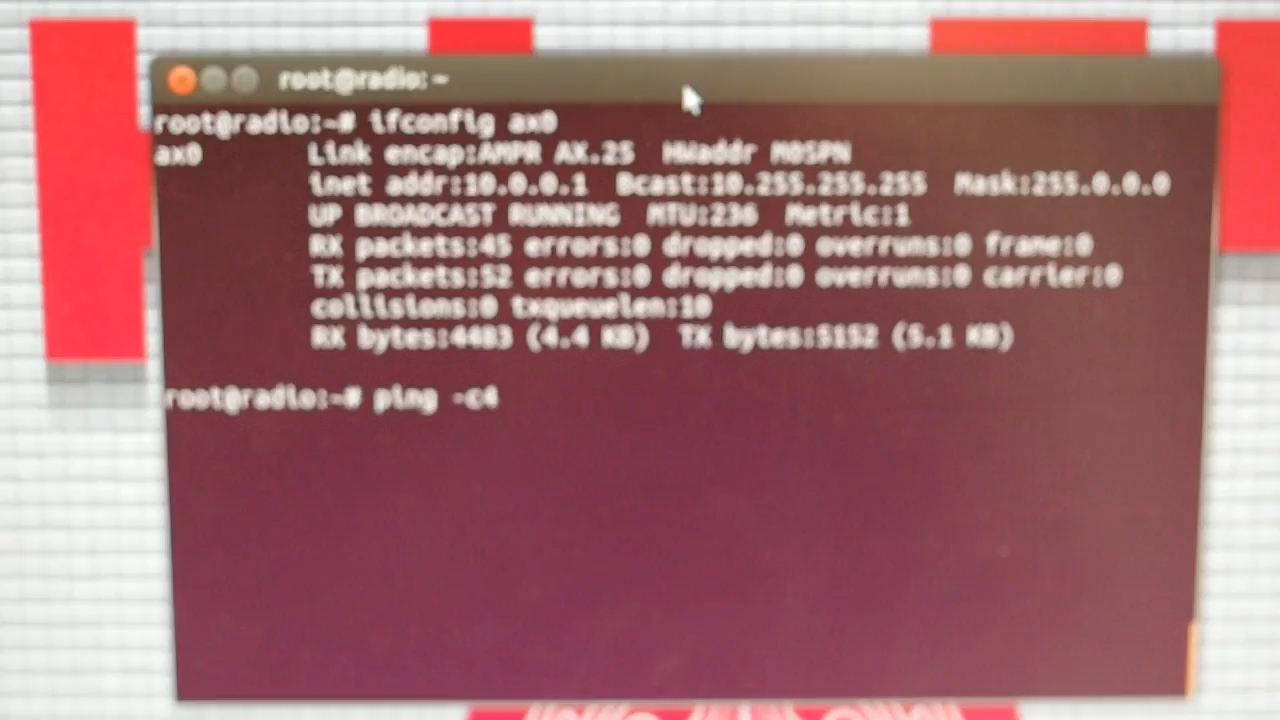 root@radio: ~
root@radio:~# ifconfig ax0
ax0 Link encap:AMPR AX.25 HWaddr M0SPN
inet addr:10.0.0.1 Bcast:10.255.255.255 Mask:255.0.0.0
UP BROADCAST RUNNING MTU:236 Metric:1
RX packets:45 errors:0 dropped:0 overruns:0 frame:0
TX packets:52 errors:0 dropped:0 overruns:0 carrier:0
collisions:0 txqueuelen:10
RX bytes:4483 (4.4 KB) TX bytes:5152 (5.1 KB)
root@radio:~# ping -c4